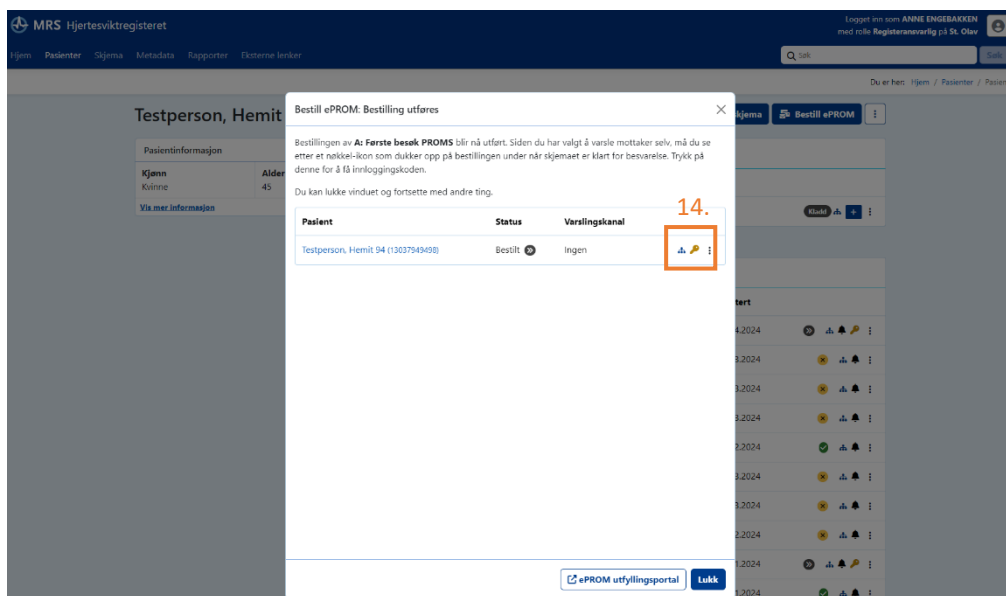 MRS Hjertesviktregisteret
Logget inn som ANNE ENGEBAKKEN
med rolle Registeransvarlig på St. Olav
Hjem Pasienter Skjema Metadata Rapporter Eksterne lenker
Søk
Søk
Du er her: Hjem / Pasienter / Pasien
Testperson, Hemit
kjema
Bestill ePROM
Pasientinformasjon
Kjønn Alder
Kvinne 45
Vis mer informasjon
Kladd
Bestill ePROM: Bestilling utføres
Bestillingen av A: Første besøk PROMS blir nå utført. Siden du har valgt å varsle mottaker selv, må du se
etter et nøkkel-ikon som dukker opp på bestillingen under når skjemaet er klart for besvarelse. Trykk på
denne for å få innloggingskoden.
Du kan lukke vinduet og fortsette med andre ting.
14.
Pasient Status Varslingskanal
Testperson, Hemit 94 (13037949498) Bestilt Ingen
tert
4.2024
3.2024
3.2024
3.2024
2.2024
3.2024
3.2024
2.2024
1.2024
1.2024
ePROM utfyllingsportal Lukk